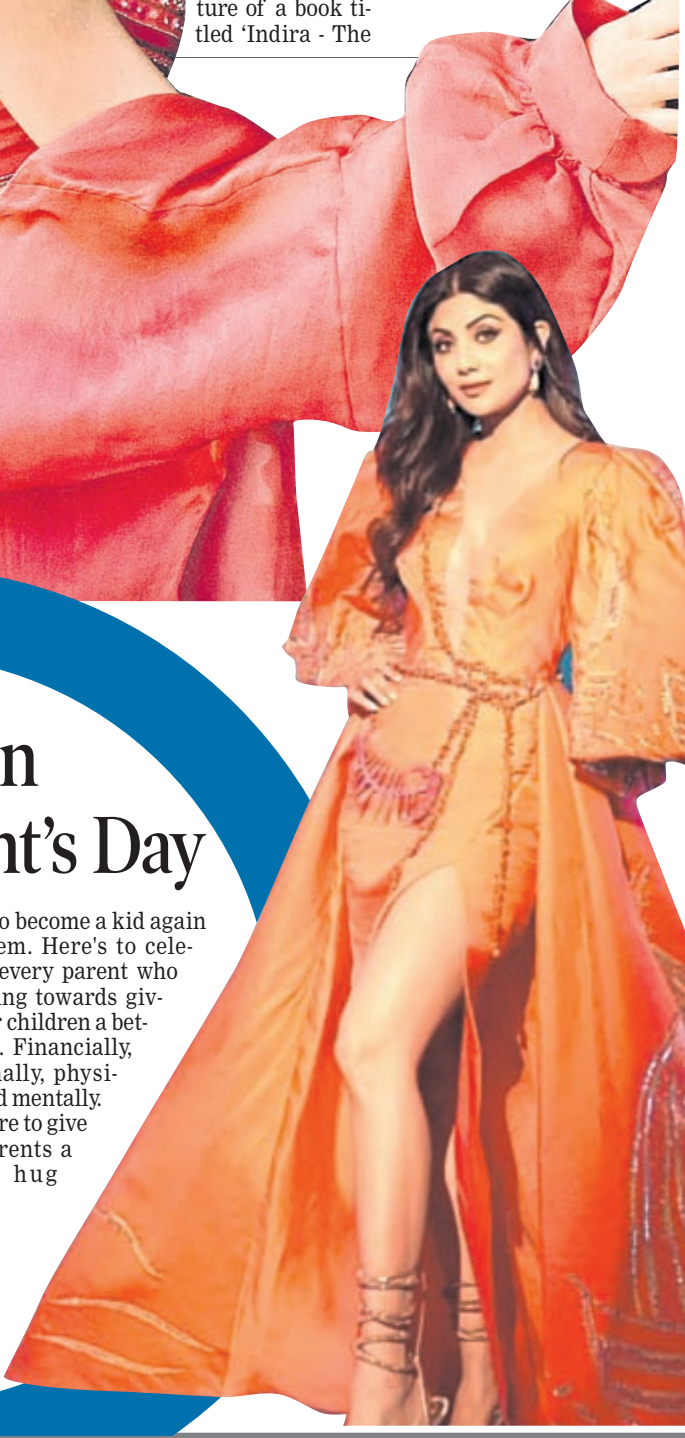 ture of a book ti-
tled ‘Indira - The
n
nt’s Day
o become a kid again
em. Here's to cele-
every parent who
ng towards giv-
r children a bet-
. Financially,
ally, physi-
d mentally.
re to give
rents a
hug